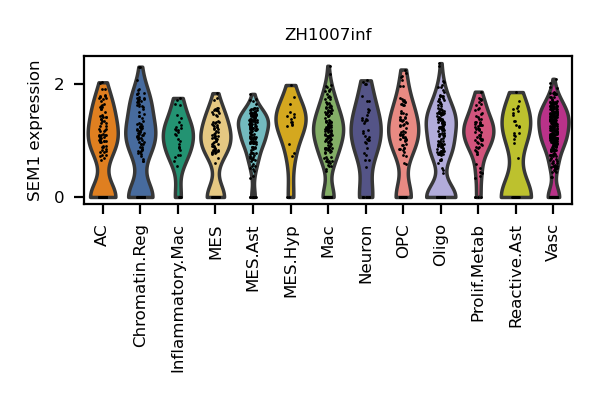 ZH1007inf
SEM1 expression
2
0
AC
Chromatin.Reg
Inflammatory.Mac
MES
MES.Ast
MES.Hyp
Mac
Neuron
OPC
Oligo
Prolif.Metab
Reactive.Ast
Vasc